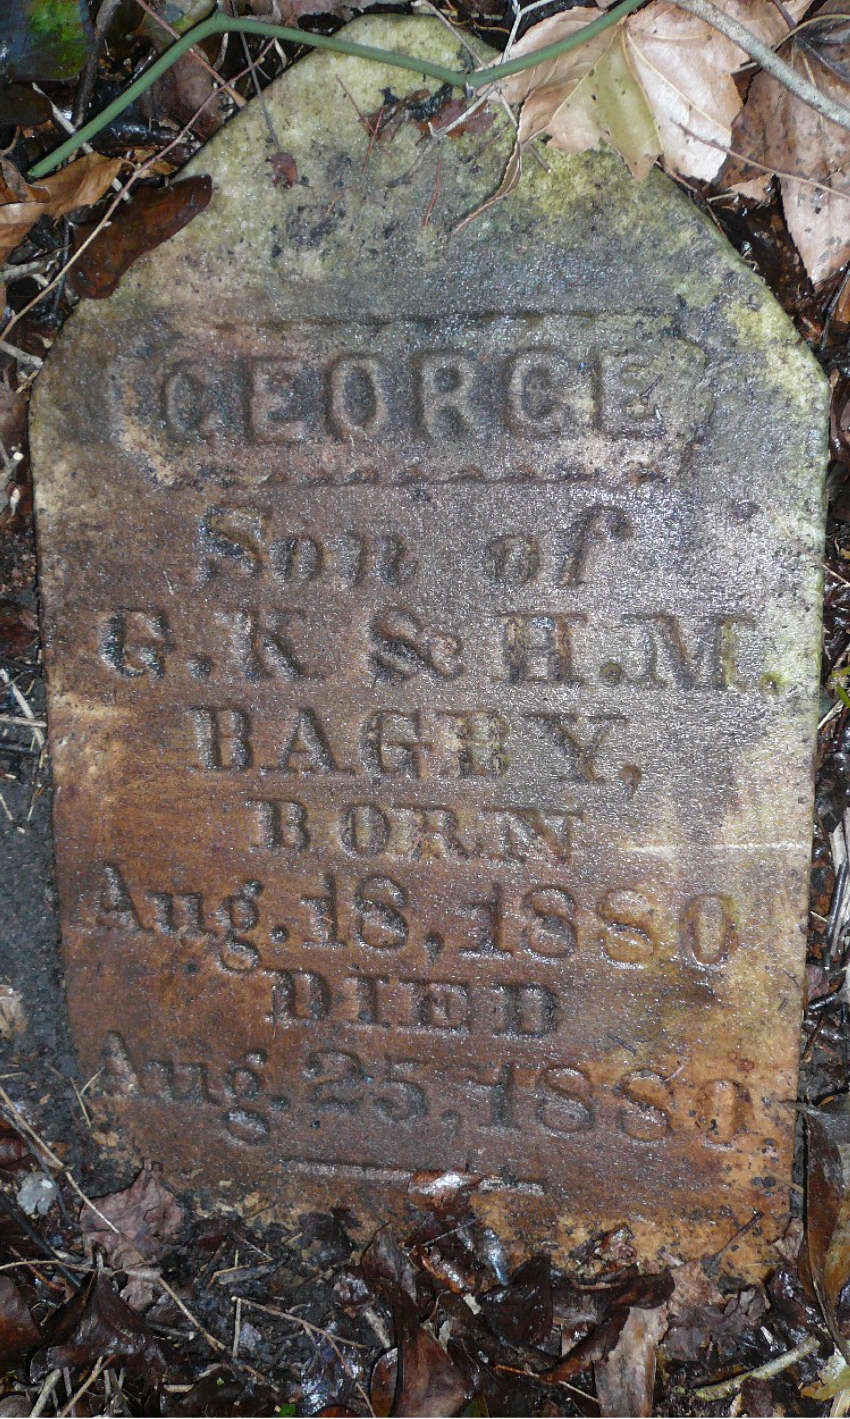 GEORGE
Son of
G.K & H.M.
BAGBY,
BORN
Aug. 18, 1880
DIED
Aug. 25, 1880